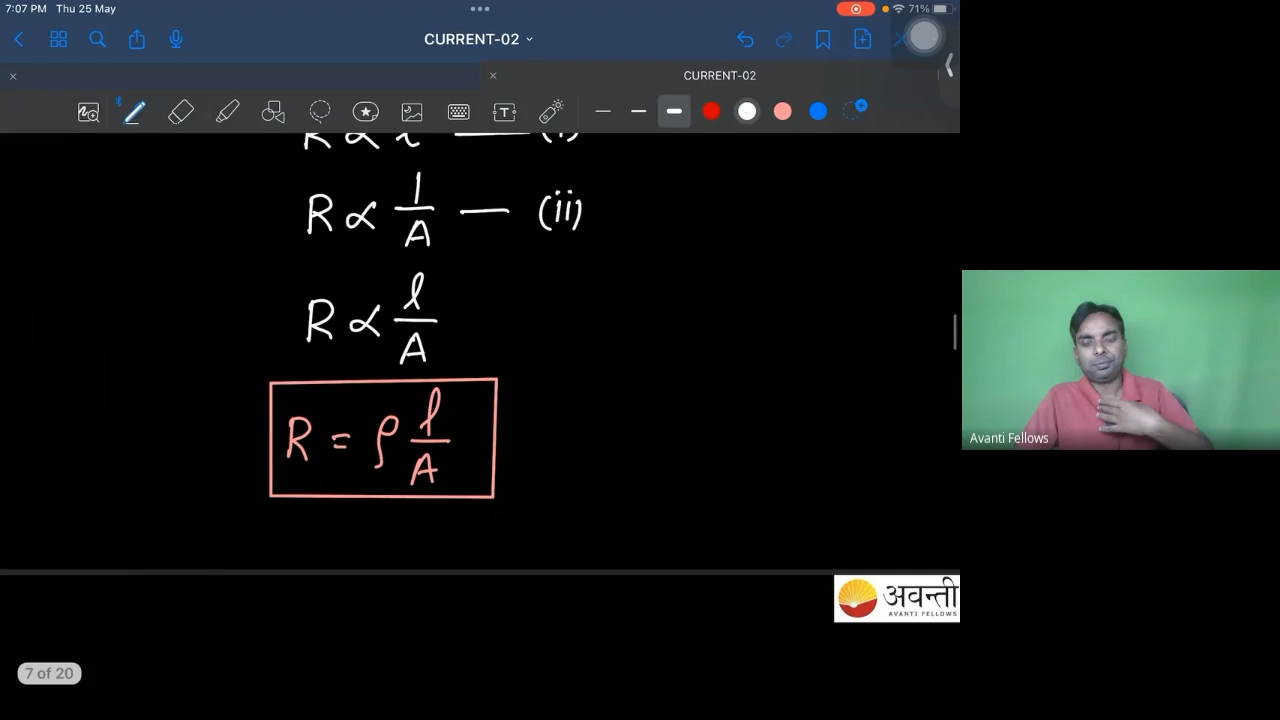 7:07 PM Thu 25 May
71%
CURRENT-02
CURRENT-02
R ∝ l — (i)
R ∝ 1/A — (ii)
R ∝ l/A
R = ρ l/A
Avanti Fellows
अवन्ती
AVANTI FELLOWS
7 of 20